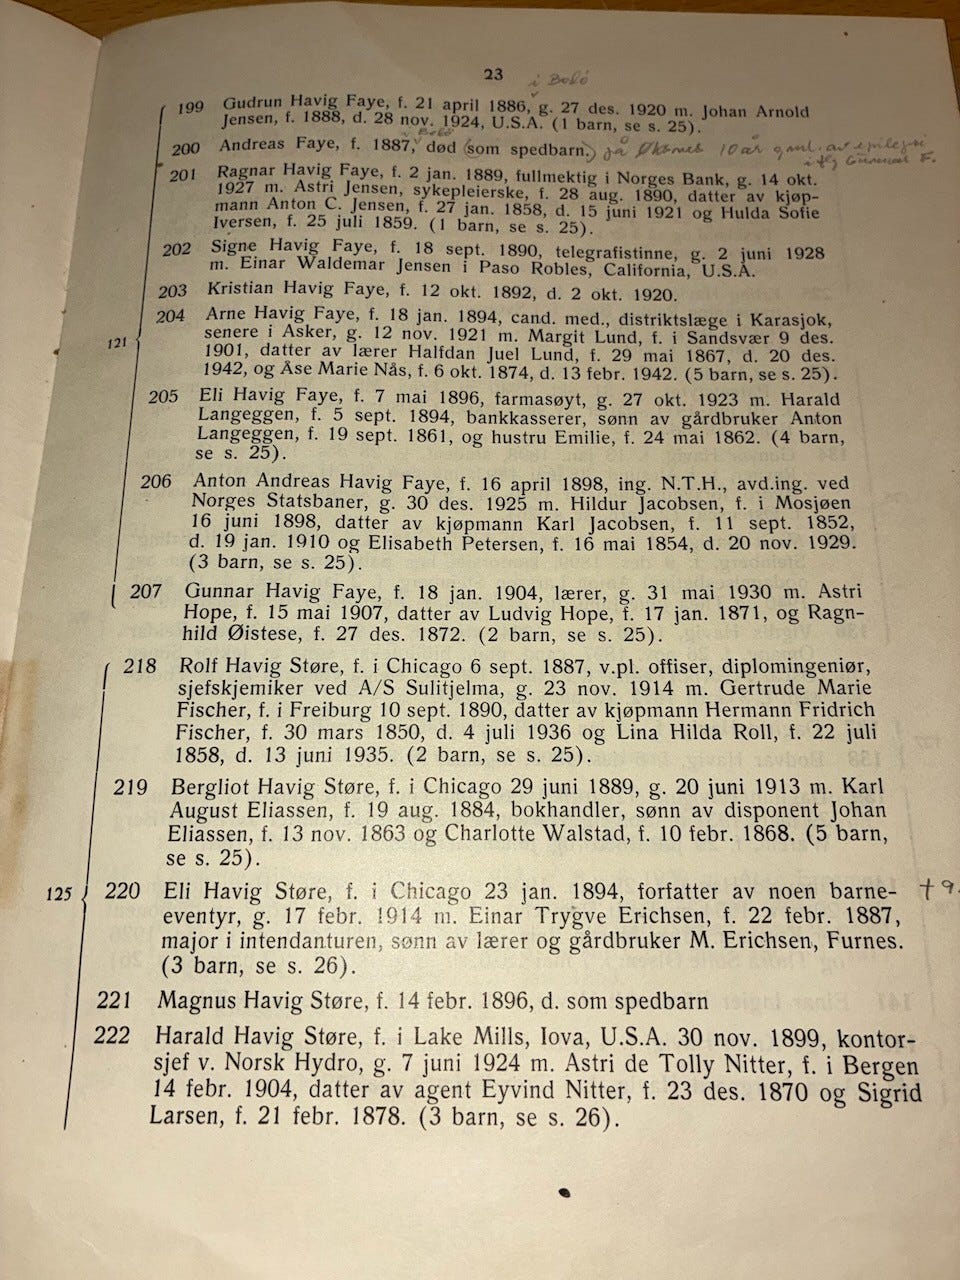 23
i Bodö
199 Gudrun Havig Faye, f. 21 april 1886, g. 27 des. 1920 m. Johan Arnold
Jensen, f. 1888, d. 28 nov. 1924, U.S.A. (1 barn, se s. 25).
i Bodö
200 Andreas Faye, f. 1887, død (som spedbarn.) på Øksnes 10 år gml. av epilepsi
iflg Gunnar F.
201 Ragnar Havig Faye, f. 2 jan. 1889, fullmektig i Norges Bank, g. 14 okt.
1927 m. Astri Jensen, sykepleierske, f. 28 aug. 1890, datter av kjøp-
mann Anton C. Jensen, f. 27 jan. 1858, d. 15 juni 1921 og Hulda Sofie
Iversen, f. 25 juli 1859. (1 barn, se s. 25).
202 Signe Havig Faye, f. 18 sept. 1890, telegrafistinne, g. 2 juni 1928
m. Einar Waldemar Jensen i Paso Robles, California, U.S.A.
203 Kristian Havig Faye, f. 12 okt. 1892, d. 2 okt. 1920.
204 Arne Havig Faye, f. 18 jan. 1894, cand. med., distriktslæge i Karasjok,
121 senere i Asker, g. 12 nov. 1921 m. Margit Lund, f. i Sandsvær 9 des.
1901, datter av lærer Halfdan Juel Lund, f. 29 mai 1867, d. 20 des.
1942, og Åse Marie Nås, f. 6 okt. 1874, d. 13 febr. 1942. (5 barn, se s. 25).
205 Eli Havig Faye, f. 7 mai 1896, farmasøyt, g. 27 okt. 1923 m. Harald
Langeggen, f. 5 sept. 1894, bankkasserer, sønn av gårdbruker Anton
Langeggen, f. 19 sept. 1861, og hustru Emilie, f. 24 mai 1862. (4 barn,
se s. 25).
206 Anton Andreas Havig Faye, f. 16 april 1898, ing. N.T.H., avd.ing. ved
Norges Statsbaner, g. 30 des. 1925 m. Hildur Jacobsen, f. i Mosjøen
16 juni 1898, datter av kjøpmann Karl Jacobsen, f. 11 sept. 1852,
d. 19 jan. 1910 og Elisabeth Petersen, f. 16 mai 1854, d. 20 nov. 1929.
(3 barn, se s. 25).
207 Gunnar Havig Faye, f. 18 jan. 1904, lærer, g. 31 mai 1930 m. Astri
Hope, f. 15 mai 1907, datter av Ludvig Hope, f. 17 jan. 1871, og Ragn-
hild Øistese, f. 27 des. 1872. (2 barn, se s. 25).
218 Rolf Havig Støre, f. i Chicago 6 sept. 1887, v.pl. offiser, diplomingeniør,
sjefskjemiker ved A/S Sulitjelma, g. 23 nov. 1914 m. Gertrude Marie
Fischer, f. i Freiburg 10 sept. 1890, datter av kjøpmann Hermann Fridrich
Fischer, f. 30 mars 1850, d. 4 juli 1936 og Lina Hilda Roll, f. 22 juli
1858, d. 13 juni 1935. (2 barn, se s. 25).
219 Bergliot Havig Støre, f. i Chicago 29 juni 1889, g. 20 juni 1913 m. Karl
August Eliassen, f. 19 aug. 1884, bokhandler, sønn av disponent Johan
Eliassen, f. 13 nov. 1863 og Charlotte Walstad, f. 10 febr. 1868. (5 barn,
se s. 25).
125 220 Eli Havig Støre, f. i Chicago 23 jan. 1894, forfatter av noen barne- † 9.
eventyr, g. 17 febr. 1914 m. Einar Trygve Erichsen, f. 22 febr. 1887,
major i intendanturen, sønn av lærer og gårdbruker M. Erichsen, Furnes.
(3 barn, se s. 26).
221 Magnus Havig Støre, f. 14 febr. 1896, d. som spedbarn
222 Harald Havig Støre, f. i Lake Mills, Iova, U.S.A. 30 nov. 1899, kontor-
sjef v. Norsk Hydro, g. 7 juni 1924 m. Astri de Tolly Nitter, f. i Bergen
14 febr. 1904, datter av agent Eyvind Nitter, f. 23 des. 1870 og Sigrid
Larsen, f. 21 febr. 1878. (3 barn, se s. 26).